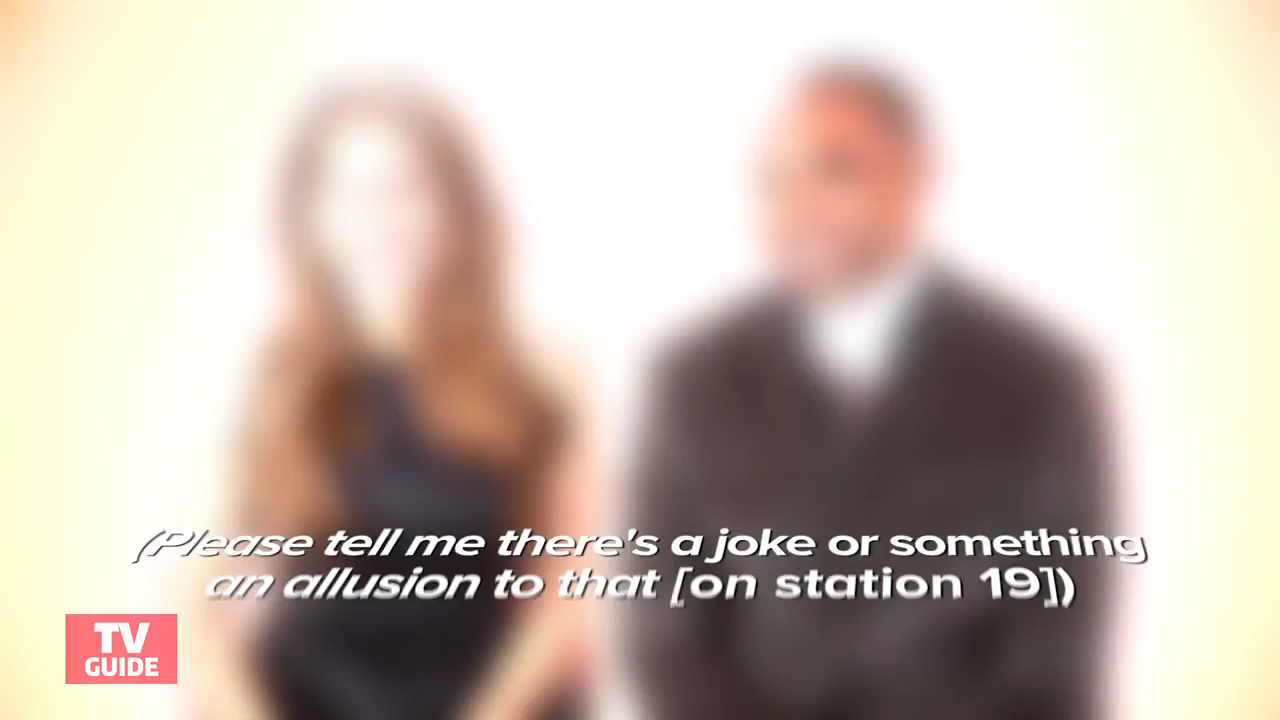 (Please tell me there's a joke or something
an allusion to that [on station 19])
TV
GUIDE